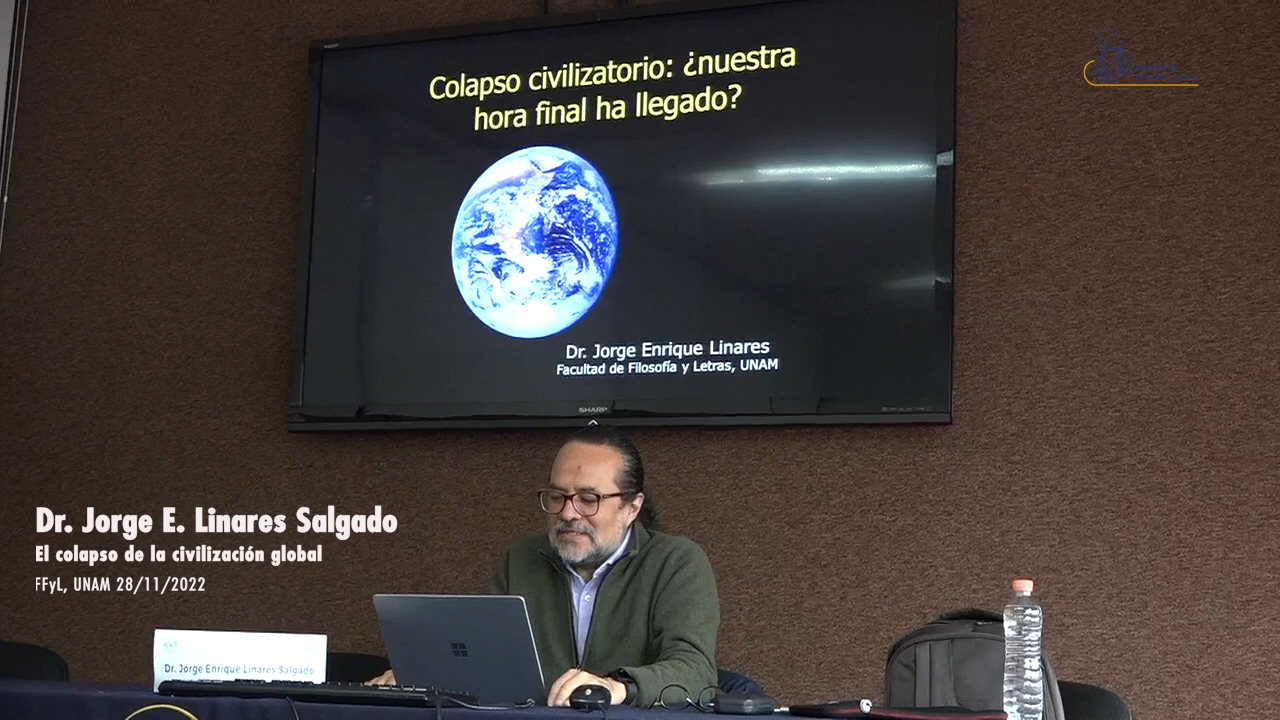 Colapso civilizatorio: ¿nuestra
hora final ha llegado?
Dr. Jorge Enrique Linares
Facultad de Filosofía y Letras, UNAM
SHARP
Dr. Jorge E. Linares Salgado
El colapso de la civilización global
FFyL, UNAM 28/11/2022
Dr. Jorge Enrique Linares Salgado